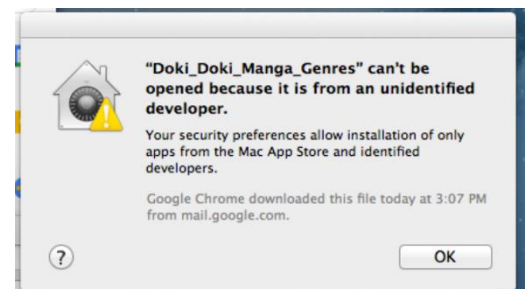 "Doki_Doki_Manga_Genres" can't be
opened because it is from an unidentified
developer.
Your security preferences allow installation of only
apps from the Mac App Store and identified
developers.
Google Chrome downloaded this file today at 3:07 PM
from mail.google.com.
?
OK